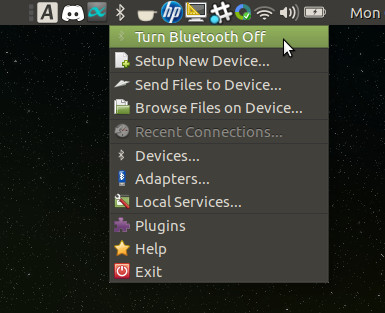 A Mon
Turn Bluetooth Off
Setup New Device...
Send Files to Device...
Browse Files on Device...
Recent Connections...
Devices...
Adapters...
Local Services...
Plugins
Help
Exit